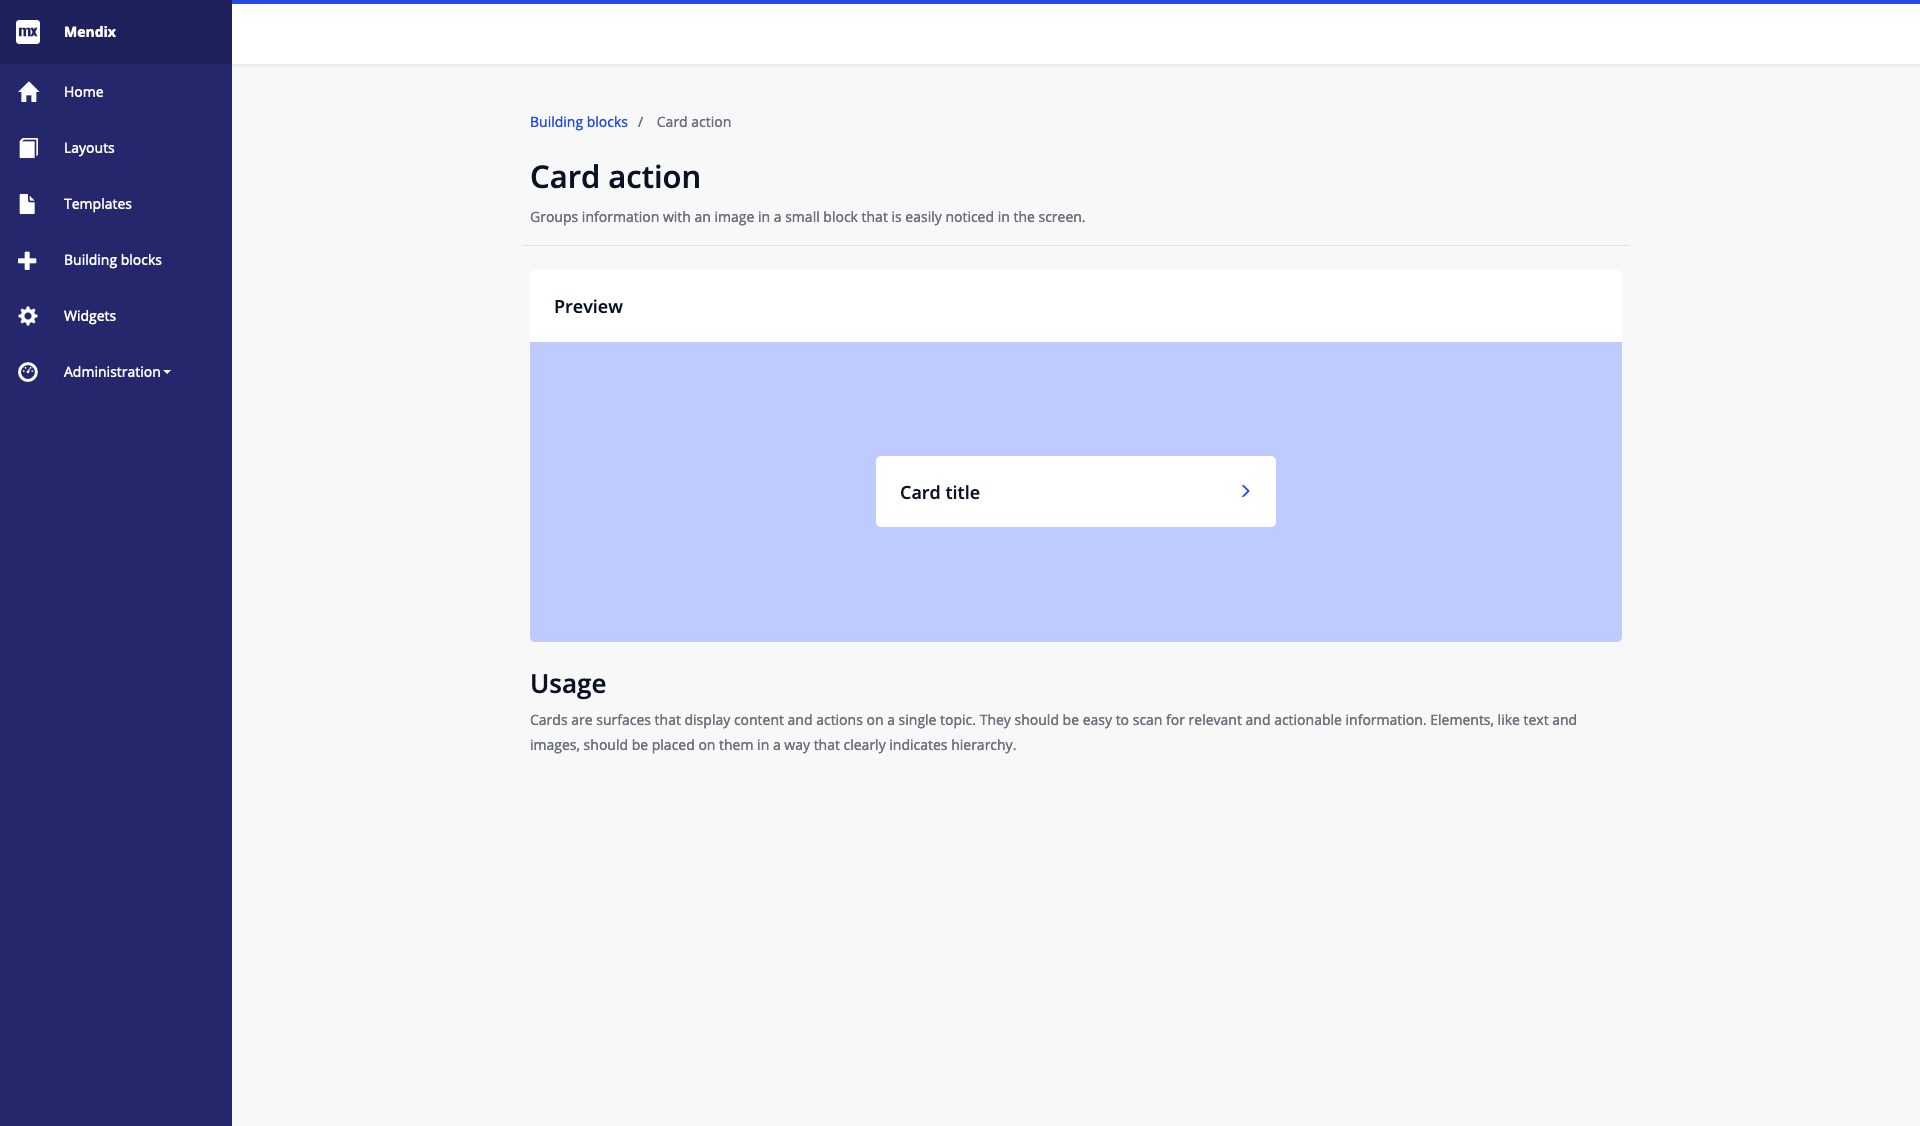 mx Mendix
Home
Layouts
Templates
Building blocks
Widgets
Administration
Building blocks / Card action
Card action
Groups information with an image in a small block that is easily noticed in the screen.
Preview
Card title
Usage
Cards are surfaces that display content and actions on a single topic. They should be easy to scan for relevant and actionable information. Elements, like text and
images, should be placed on them in a way that clearly indicates hierarchy.